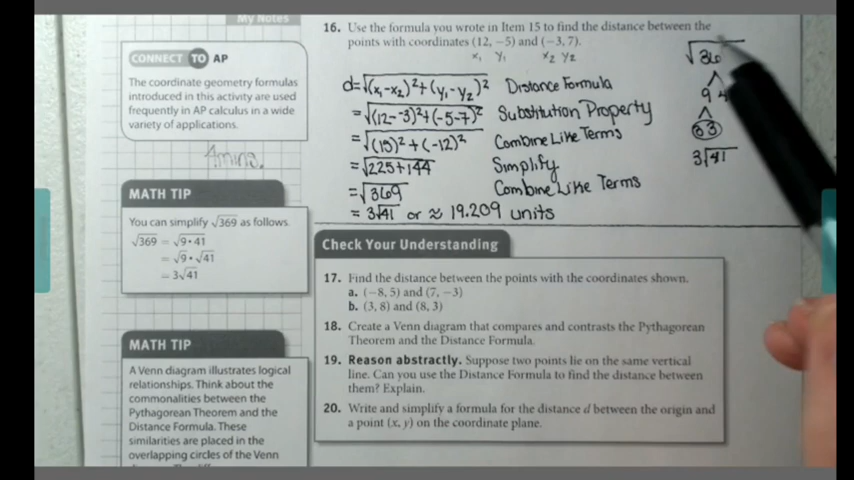 My Notes
CONNECT TO AP
The coordinate geometry formulas
introduced in this activity are used
frequently in AP calculus in a wide
variety of applications.
Amino.
MATH TIP
You can simplify √369 as follows.
√369 = √9 • 41
= √9 • √41
= 3√41
MATH TIP
A Venn diagram illustrates logical
relationships. Think about the
commonalities between the
Pythagorean Theorem and the
Distance Formula. These
similarities are placed in the
overlapping circles of the Venn
16. Use the formula you wrote in Item 15 to find the distance between the
points with coordinates (12, −5) and (−3, 7).
x₁ y₁ x₂ y₂
d=√(x₁-x₂)²+(y₁-y₂)² Distance Formula
=√(12--3)²+(-5-7)² Substitution Property
=√(15)²+(-12)² Combine Like Terms
=√225+144 Simplify
=√369 Combine Like Terms
= 3√41 or ≈ 19.209 units
√36
9 4
3 3
3√41
Check Your Understanding
17. Find the distance between the points with the coordinates shown.
a. (−8, 5) and (7, −3)
b. (3, 8) and (8, 3)
18. Create a Venn diagram that compares and contrasts the Pythagorean
Theorem and the Distance Formula.
19. Reason abstractly. Suppose two points lie on the same vertical
line. Can you use the Distance Formula to find the distance between
them? Explain.
20. Write and simplify a formula for the distance d between the origin and
a point (x, y) on the coordinate plane.